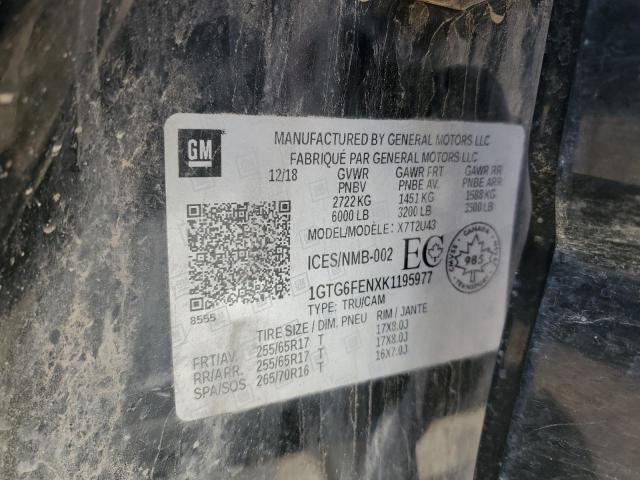 GM
MANUFACTURED BY GENERAL MOTORS LLC
FABRIQUÉ PAR GENERAL MOTORS LLC
12/18 GVWR GAWR FRT GAWR RR
PNBV PNBE AV. PNBE ARR
2722 KG 1451 KG 1588 KG
6000 LB 3200 LB 3500 LB
MODEL/MODÈLE: X7T2U43
ICES/NMB-002 EC
CANADA
985
CMVSS NSVAC
1GTG6FENXK1195977
TYPE: TRU/CAM
8555
TIRE SIZE / DIM. PNEU RIM / JANTE
FRT/AV. 255/65R17 T 17X8.0J
RR/ARR. 255/65R17 T 17X8.0J
SPA/SOS 265/70R16 T 16X7.0J